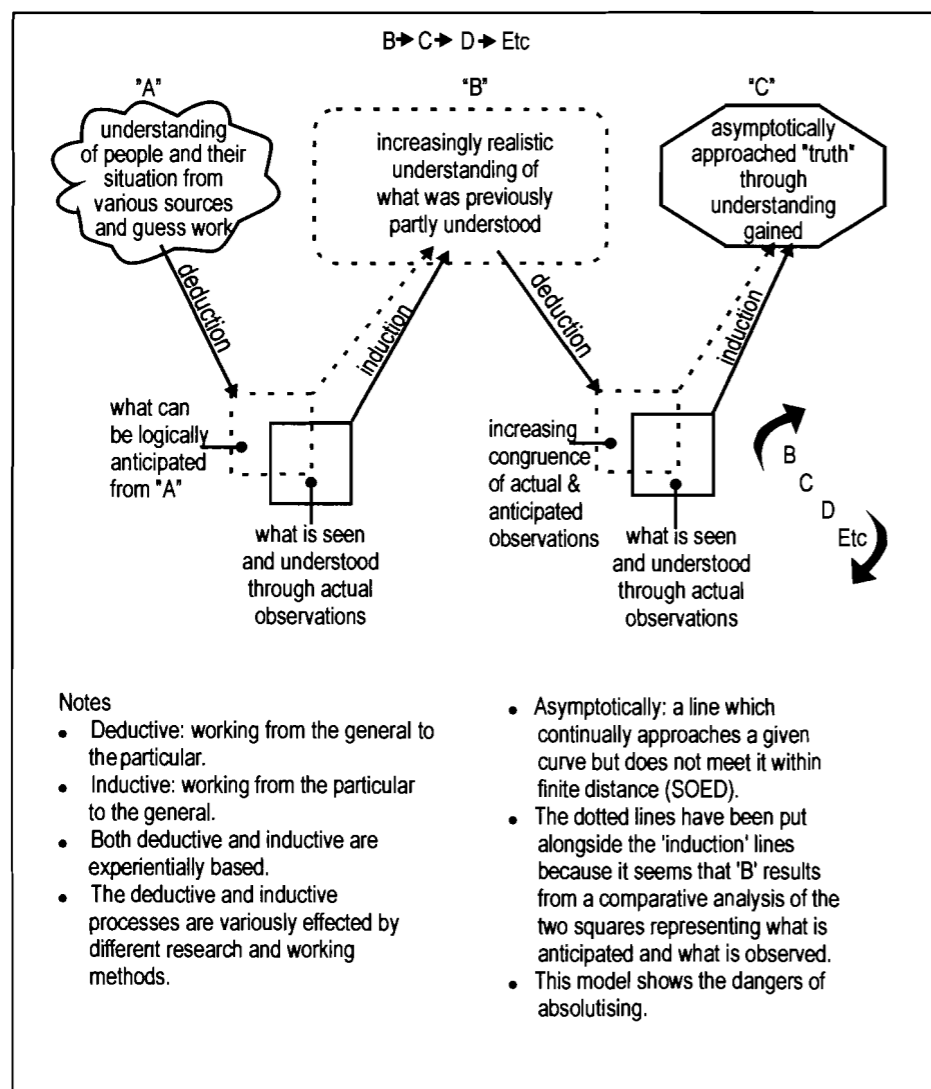 B→ C→ D→ Etc
"A"
understanding
of people and their
situation from
various sources
and guess work
"B"
increasingly realistic
understanding of
what was previously
partly understood
"C"
asymptotically
approached "truth"
through
understanding
gained
deduction
induction
deduction
induction
what can
be logically
anticipated
from "A"
what is seen
and understood
through actual
observations
increasing
congruence
of actual &
anticipated
observations
what is seen
and understood
through actual
observations
B
C
D
Etc
Notes
• Deductive: working from the general to
the particular.
• Inductive: working from the particular
to the general.
• Both deductive and inductive are
experientially based.
• The deductive and inductive
processes are variously effected by
different research and working
methods.
• Asymptotically: a line which
continually approaches a given
curve but does not meet it within
finite distance (SOED).
• The dotted lines have been put
alongside the 'induction' lines
because it seems that 'B' results
from a comparative analysis of the
two squares representing what is
anticipated and what is observed.
• This model shows the dangers of
absolutising.